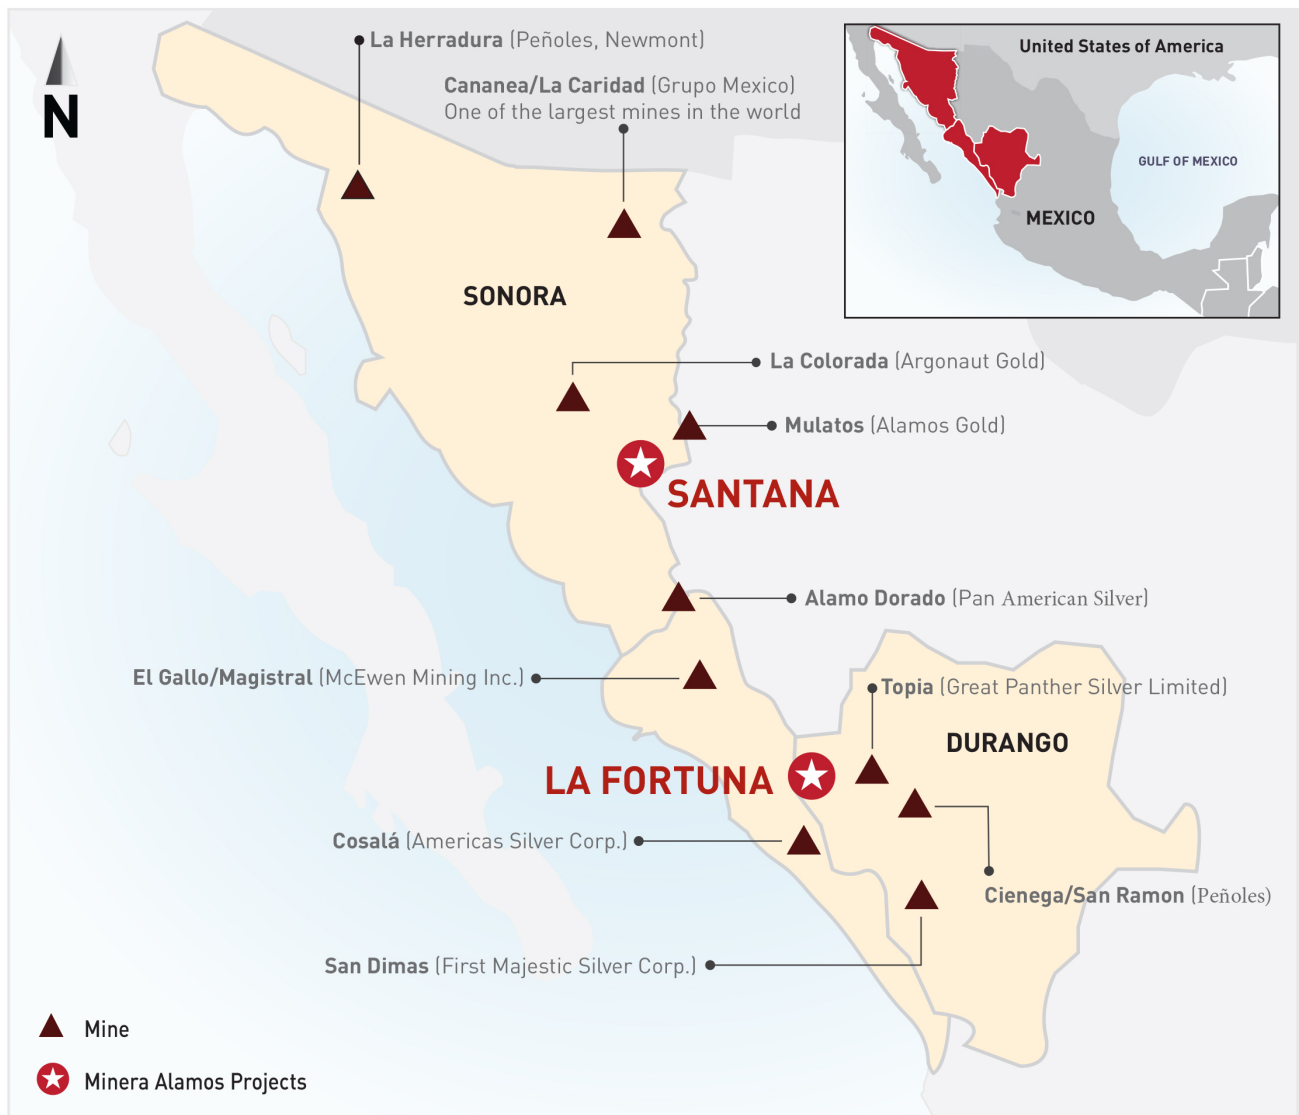 La Herradura (Peñoles, Newmont)
N
Cananea/La Caridad (Grupo Mexico)
One of the largest mines in the world
United States of America
GULF OF MEXICO
MEXICO
SONORA
La Colorada (Argonaut Gold)
Mulatos (Alamos Gold)
SANTANA
Alamo Dorado (Pan American Silver)
El Gallo/Magistral (McEwen Mining Inc.)
Topia (Great Panther Silver Limited)
DURANGO
LA FORTUNA
Cosalá (Americas Silver Corp.)
Cienega/San Ramon (Peñoles)
San Dimas (First Majestic Silver Corp.)
Mine
Minera Alamos Projects